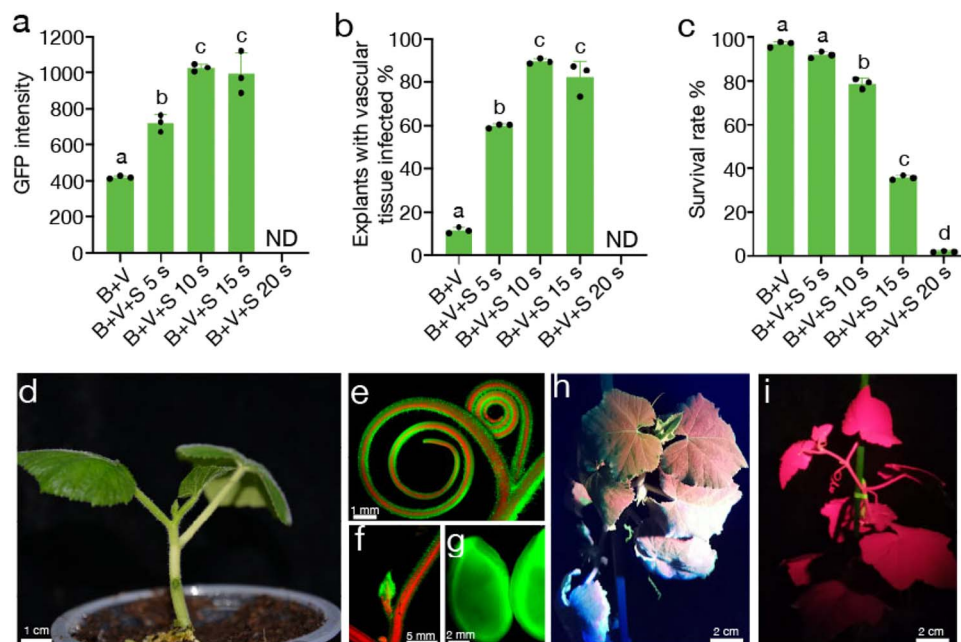 a
1200
1000
800
600
400
200
0
GFP intensity
a
b
c
c
ND
B+V
B+V+S 5 s
B+V+S 10 s
B+V+S 15 s
B+V+S 20 s
b
100
80
60
40
20
0
Explants with vascular
tissue infected %
a
b
c
c
ND
B+V
B+V+S 5 s
B+V+S 10 s
B+V+S 15 s
B+V+S 20 s
c
100
80
60
40
20
0
Survival rate %
a
a
b
c
d
B+V
B+V+S 5 s
B+V+S 10 s
B+V+S 15 s
B+V+S 20 s
d
1 cm
e
1 mm
f
5 mm
g
2 mm
h
2 cm
i
2 cm